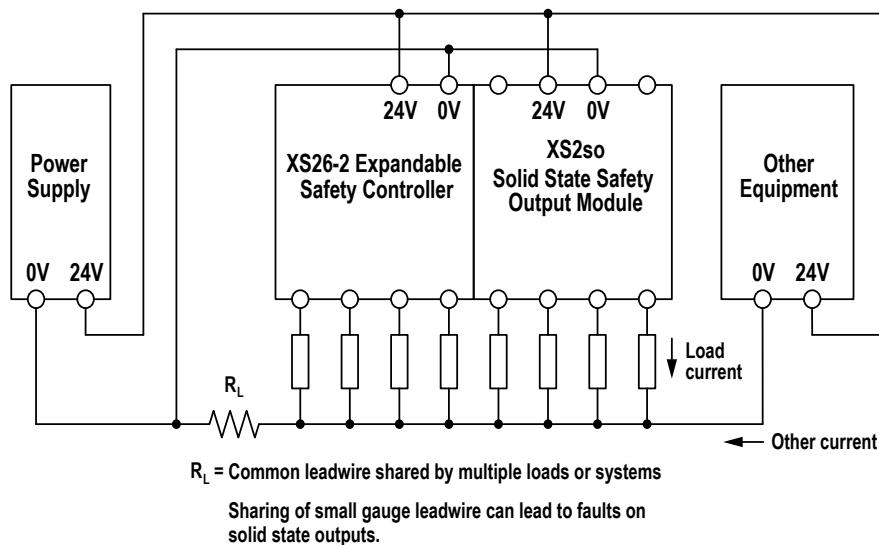 24V 0V 24V 0V
Power
Supply
XS26-2 Expandable
Safety Controller
XS2so
Solid State Safety
Output Module
Other
Equipment
0V 24V
0V 24V
Load
current
RL
Other current
RL = Common leadwire shared by multiple loads or systems
Sharing of small gauge leadwire can lead to faults on
solid state outputs.